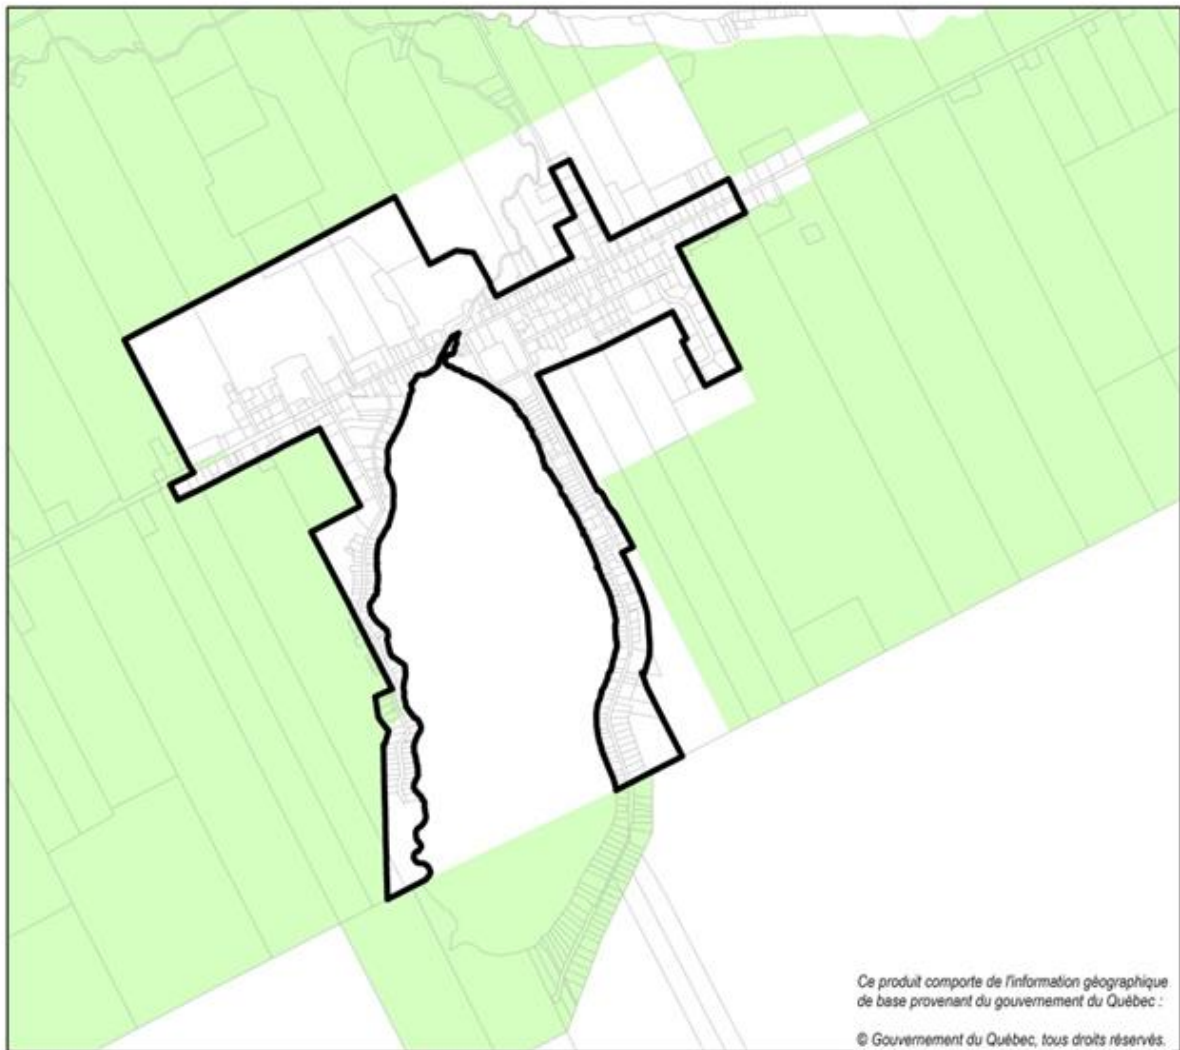 Ce produit comporte de l'information géographique
de base provenant du gouvernement du Québec :
© Gouvernement du Québec, tous droits réservés.